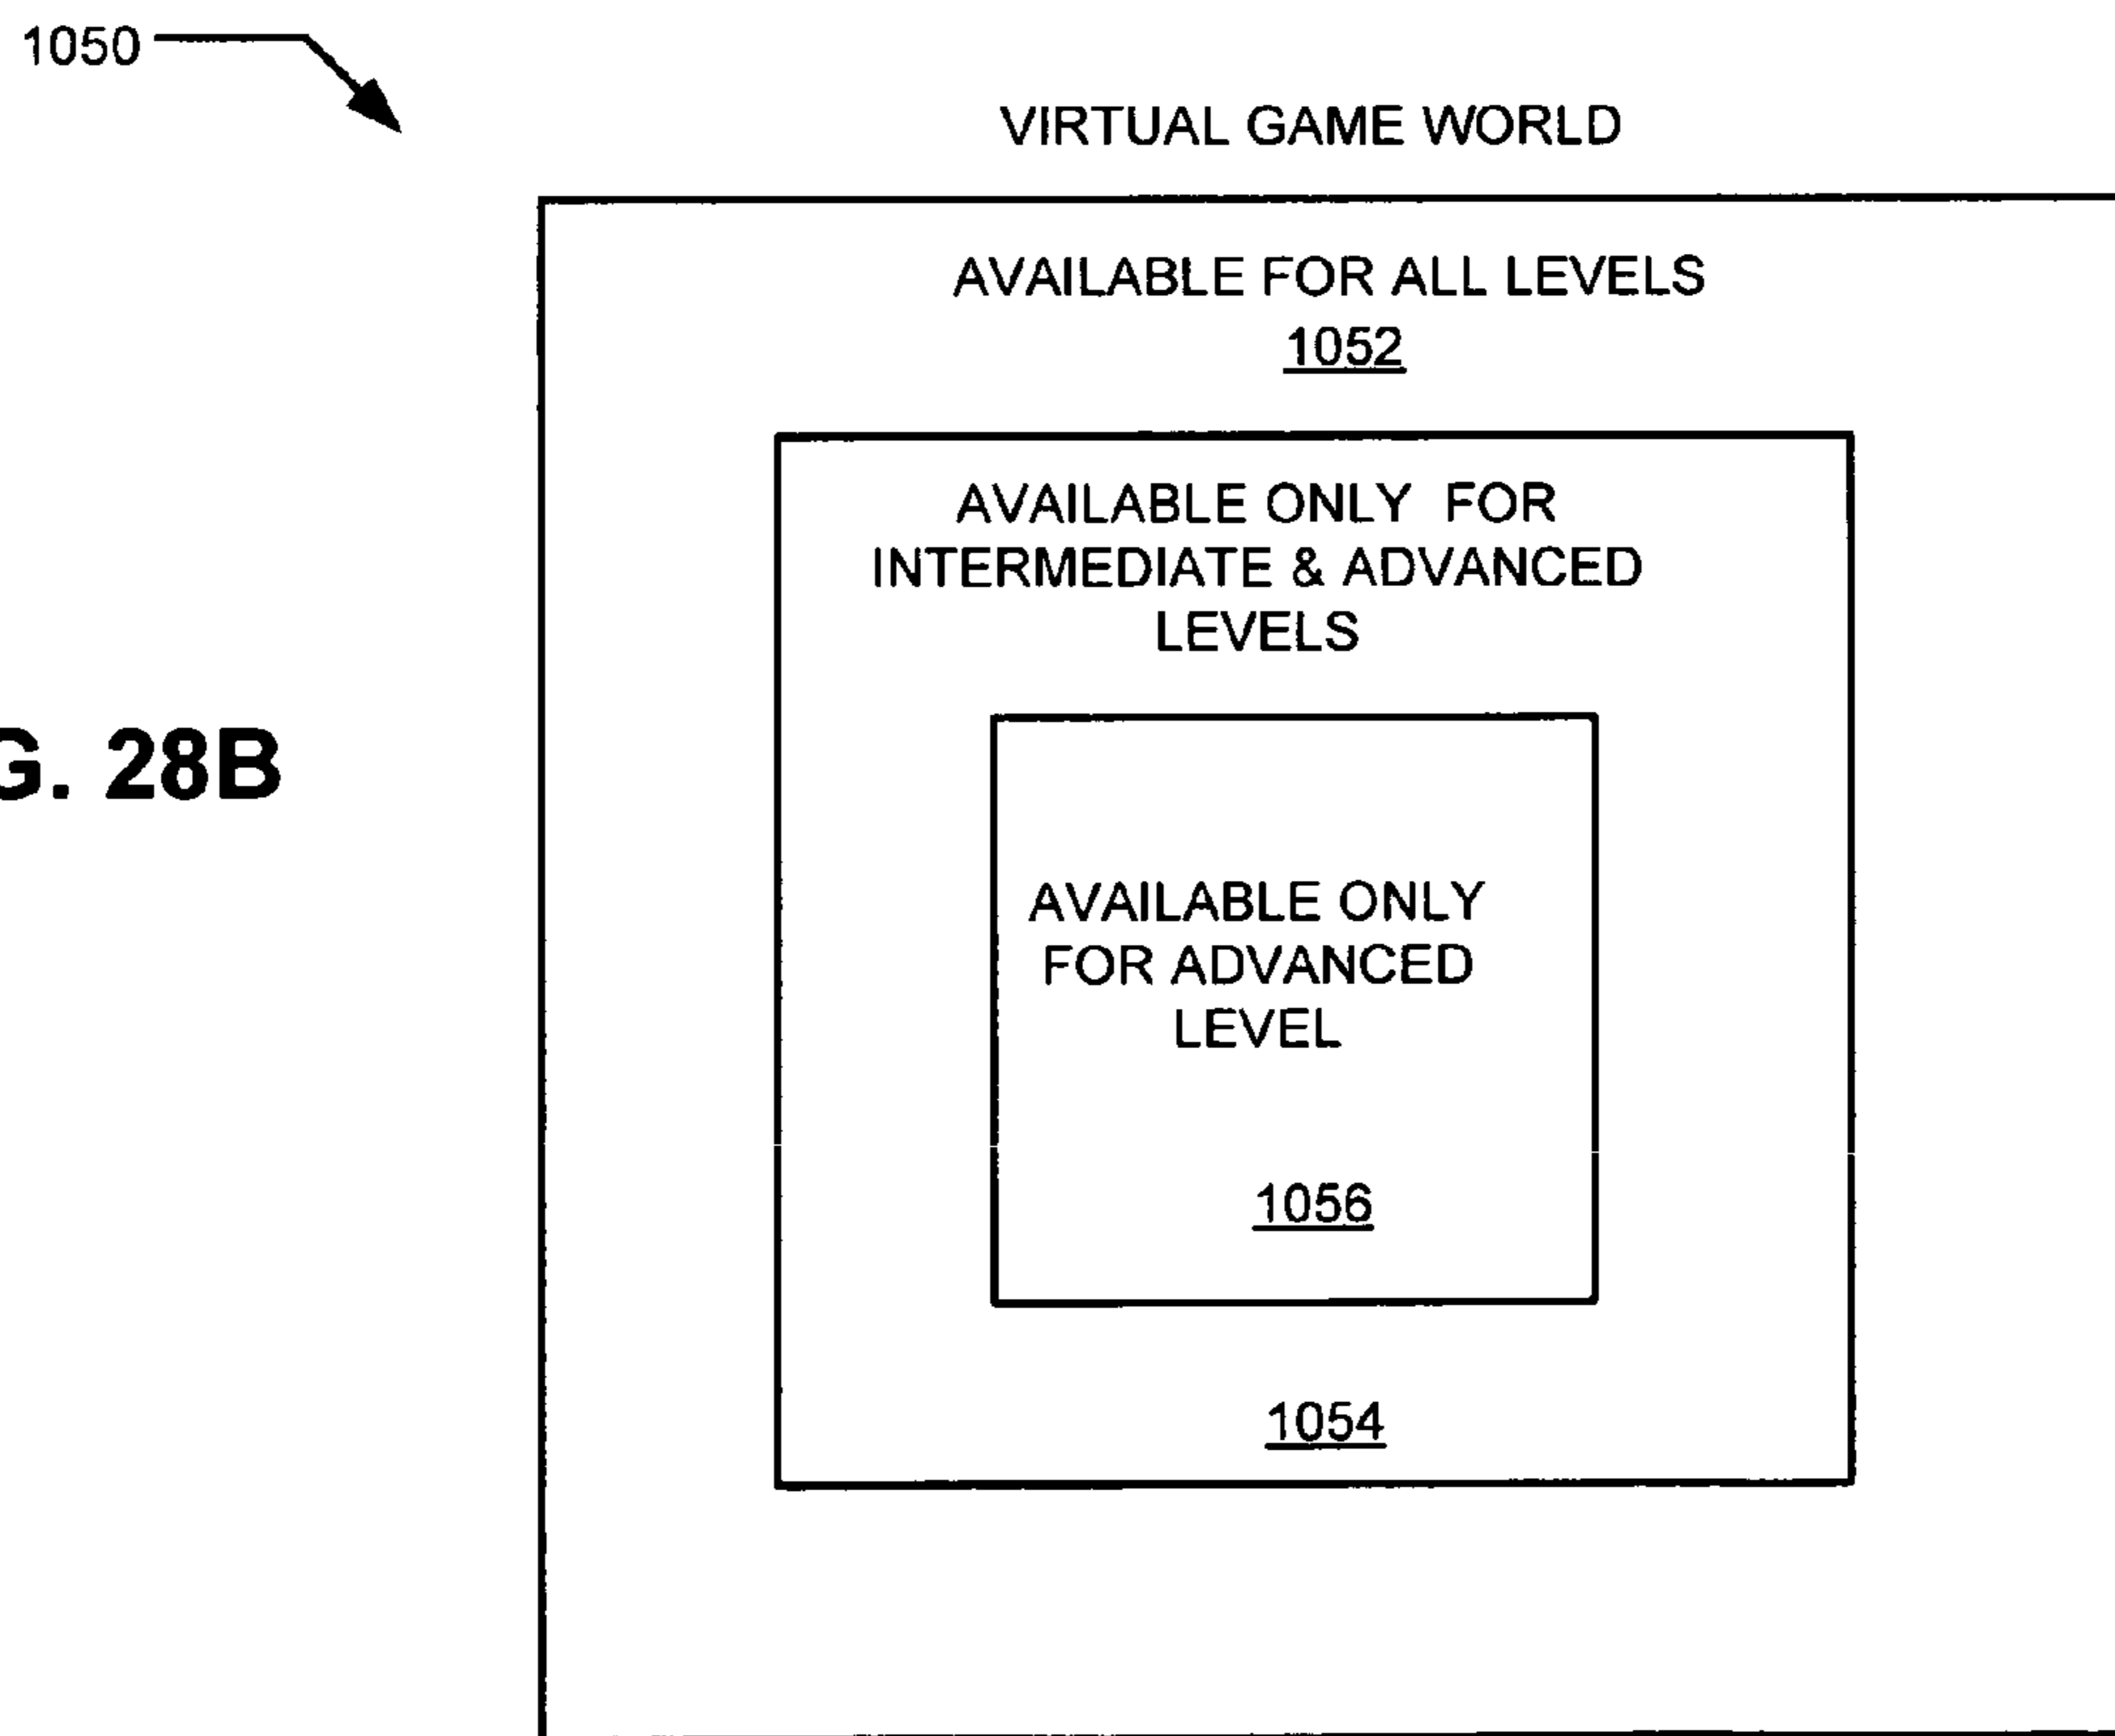 1050
VIRTUAL GAME WORLD
AVAILABLE FOR ALL LEVELS
1052
AVAILABLE ONLY FOR
INTERMEDIATE & ADVANCED
LEVELS
G. 28B
AVAILABLE ONLY
FOR ADVANCED
LEVEL
1056
1054